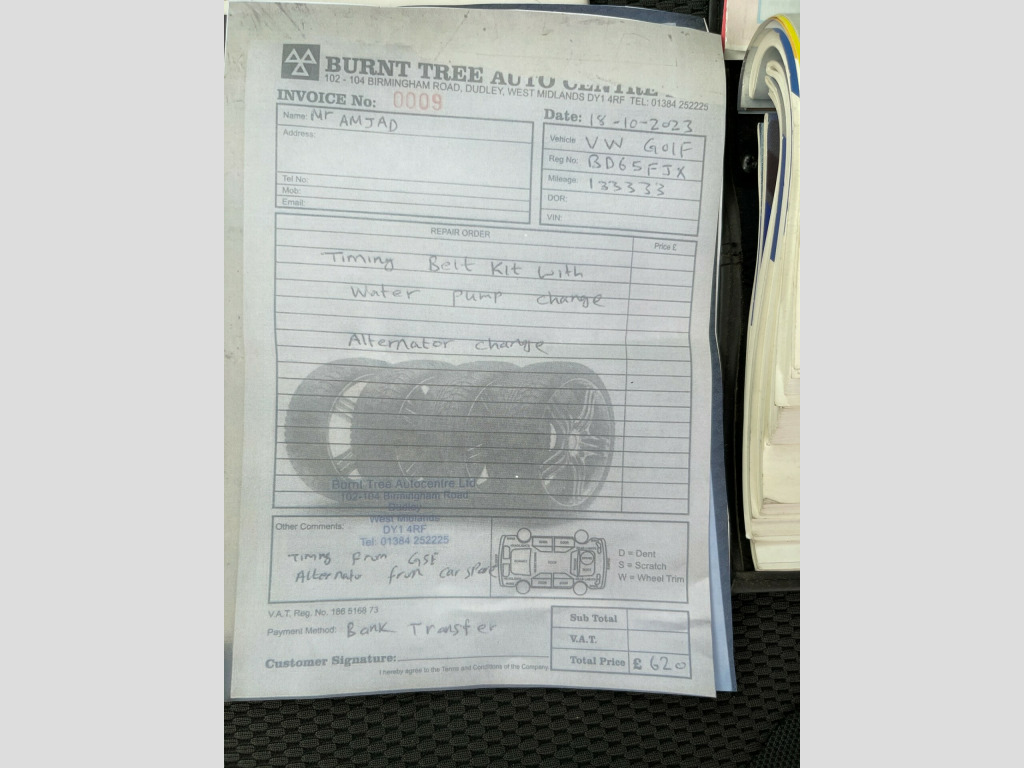 BURNT TREE AUTO CENTRE
102 - 104 BIRMINGHAM ROAD, DUDLEY, WEST MIDLANDS DY1 4RF TEL: 01384 252225
INVOICE No: 0009
Name: Mr AMJAD
Address:
Tel No:
Mob:
Email:
Date: 18-10-2023
Vehicle VW GOLF
Reg No: BD65FJX
Mileage: 133333
DOR:
VIN:
REPAIR ORDER
Price £
Timing Belt Kit with
Water pump change
Alternator change
Burnt Tree Autocentre Ltd
102-104 Birmingham Road
Dudley
West Midlands
DY1 4RF
Tel: 01384 252225
Other Comments:
Timing From GSF
Alternato from car spare
D = Dent
S = Scratch
W = Wheel Trim
V.A.T. Reg. No. 186 5168 73
Payment Method: Bank Transfer
Customer Signature:
I hereby agree to the Terms and Conditions of the Company
Sub Total
V.A.T.
Total Price £ 620